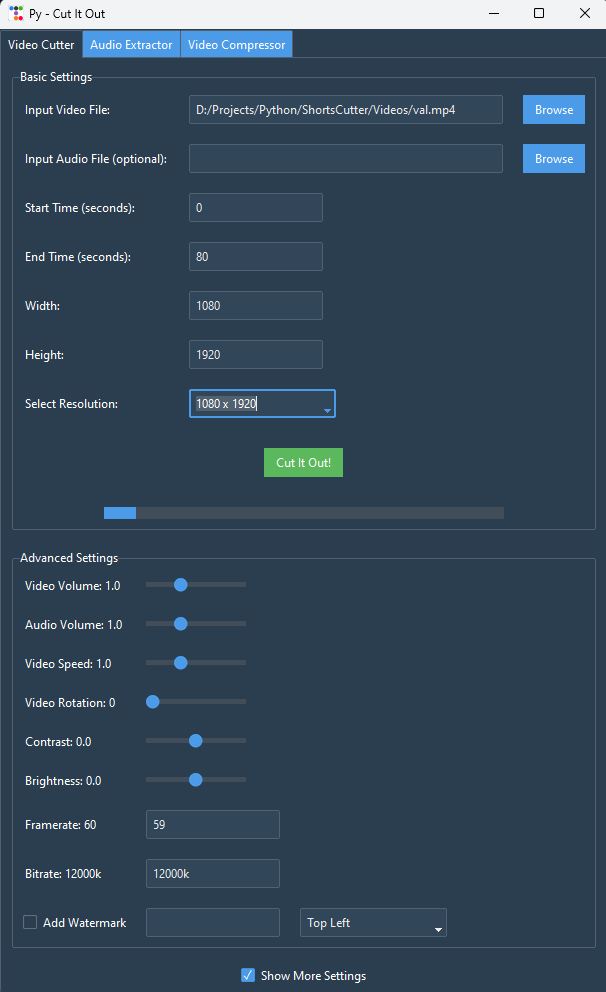 Py - Cut It Out
Video Cutter Audio Extractor Video Compressor
Basic Settings
Input Video File: D:/Projects/Python/ShortsCutter/Videos/val.mp4 Browse
Input Audio File (optional): Browse
Start Time (seconds): 0
End Time (seconds): 80
Width: 1080
Height: 1920
Select Resolution: 1080 x 1920
Cut It Out!
Advanced Settings
Video Volume: 1.0
Audio Volume: 1.0
Video Speed: 1.0
Video Rotation: 0
Contrast: 0.0
Brightness: 0.0
Framerate: 60 59
Bitrate: 12000k 12000k
Add Watermark Top Left
Show More Settings